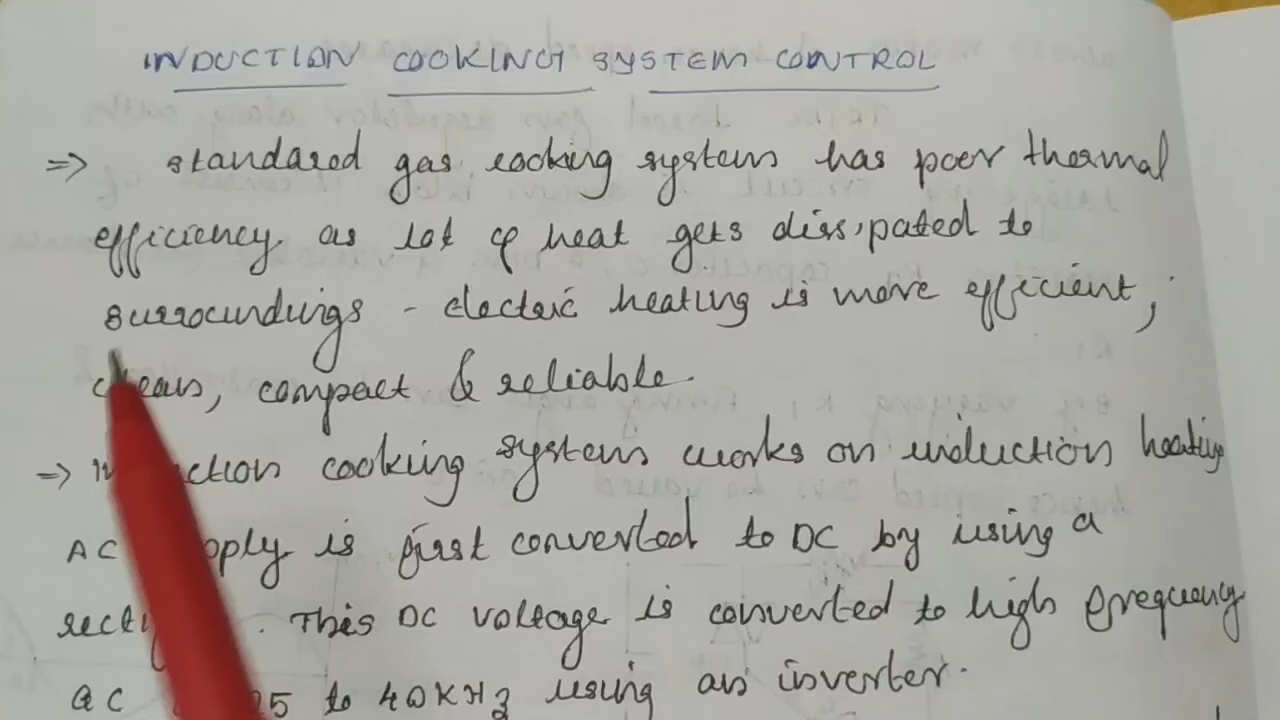 INDUCTION COOKING SYSTEM CONTROL
=> standard gas cooking system has poor thermal
efficiency as lot of heat gets dissipated to
surroundings - electric heating is more efficient,
clean, compact & reliable.
=> cooking system works on induction heating
AC is first converted to DC by using a
. This DC voltage is converted to high frequency
ac 25 to 40KHz using an inverter.